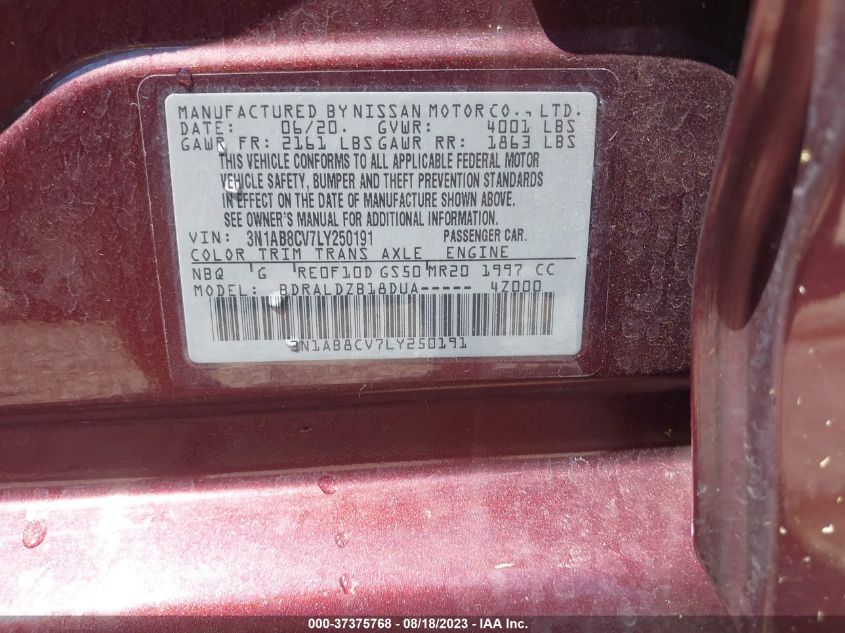 MANUFACTURED BY NISSAN MOTOR CO., LTD.
DATE: 06/20. GVWR: 4001 LBS
GAWR FR: 2161 LBS GAWR RR: 1863 LBS
THIS VEHICLE CONFORMS TO ALL APPLICABLE FEDERAL MOTOR
VEHICLE SAFETY, BUMPER AND THEFT PREVENTION STANDARDS
IN EFFECT ON THE DATE OF MANUFACTURE SHOWN ABOVE.
SEE OWNER'S MANUAL FOR ADDITIONAL INFORMATION.
VIN: 3N1AB8CV7LY250191 PASSENGER CAR.
COLOR TRIM TRANS AXLE ENGINE
NBQ G RE0F10D GS50 MR20 1997 CC
MODEL: BDRALDZB18DUA----- 4Z000
3N1AB8CV7LY250191
000-37375768 - 08/18/2023 - IAAI.com